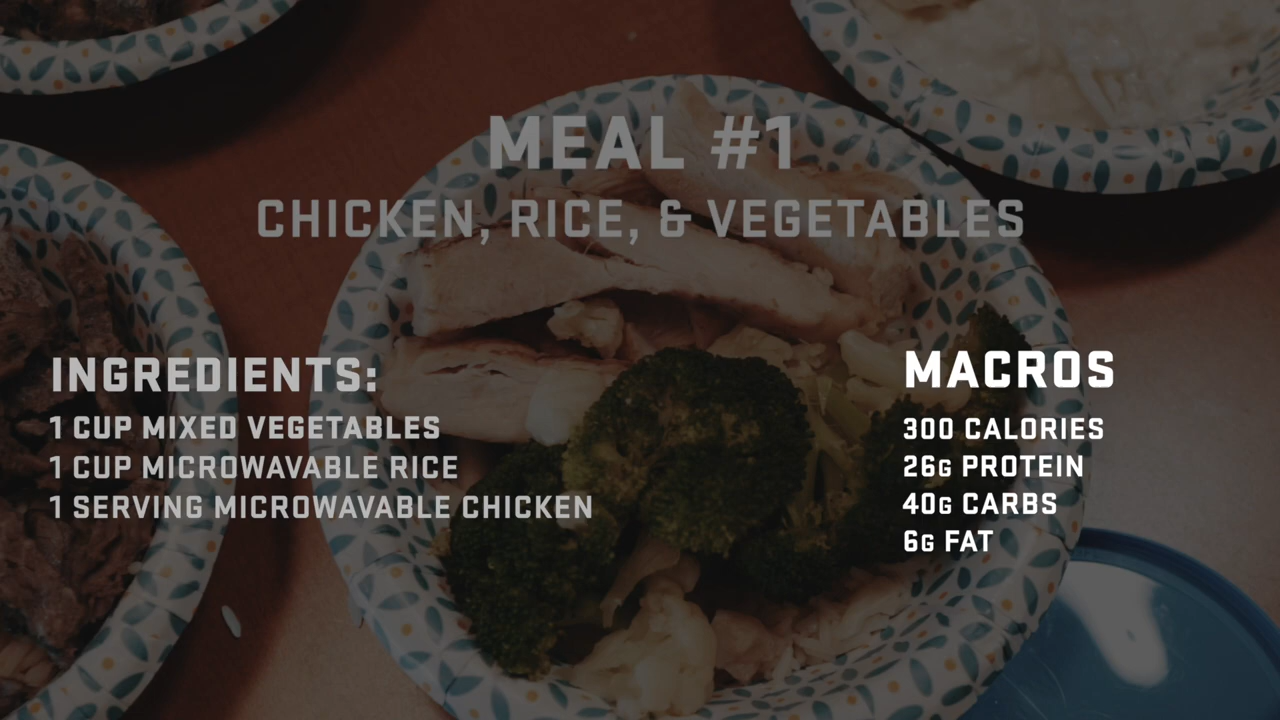 MEAL #1
CHICKEN, RICE, & VEGETABLES
INGREDIENTS:
1 CUP MIXED VEGETABLES
1 CUP MICROWAVABLE RICE
1 SERVING MICROWAVABLE CHICKEN
MACROS
300 CALORIES
26G PROTEIN
40G CARBS
6G FAT